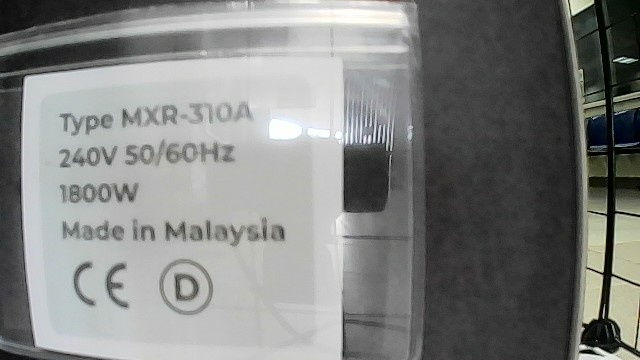 Type MXR-310A
240V 50/60Hz
1800W
Made in Malaysia
CE D